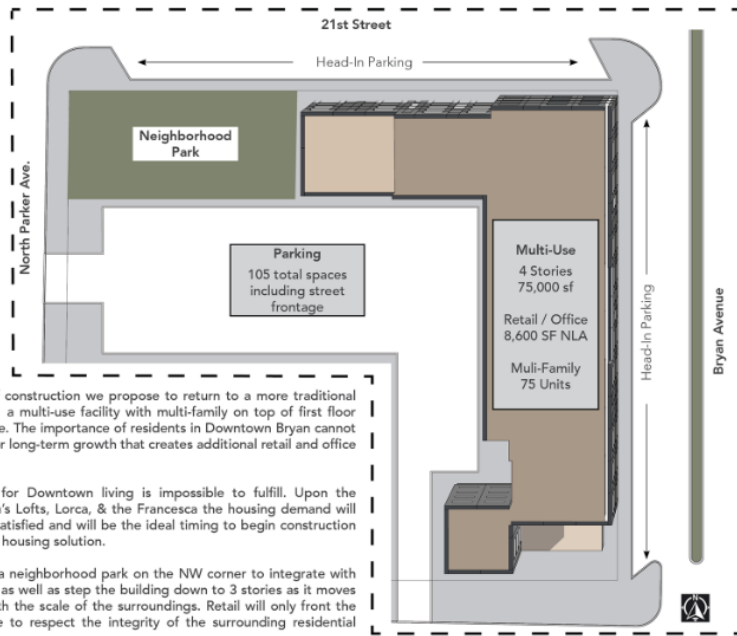 21st Street
Head-In Parking
Neighborhood
Park
North Parker Ave.
Parking
105 total spaces
including street
frontage
Multi-Use
4 Stories
75,000 sf
Retail / Office
8,600 SF NLA
Muli-Family
75 Units
Head-In Parking
Bryan Avenue
construction we propose to return to a more traditional
a multi-use facility with multi-family on top of first floor
e. The importance of residents in Downtown Bryan cannot
r long-term growth that creates additional retail and office
for Downtown living is impossible to fulfill. Upon the
's Lofts, Lorca, & the Francesca the housing demand will
atisfied and will be the ideal timing to begin construction
housing solution.
a neighborhood park on the NW corner to integrate with
as well as step the building down to 3 stories as it moves
th the scale of the surroundings. Retail will only front the
e to respect the integrity of the surrounding residential
N